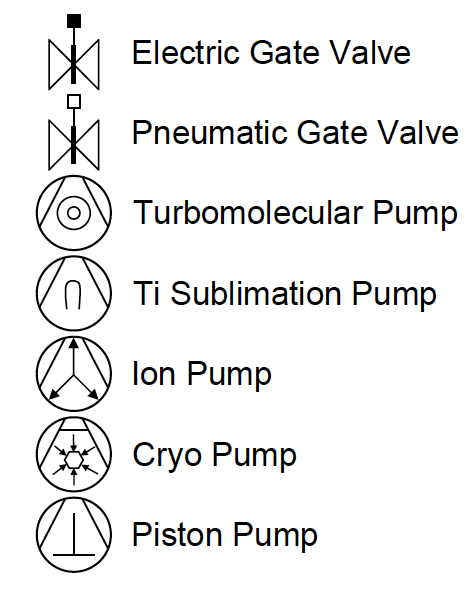 Electric Gate Valve
Pneumatic Gate Valve
Turbomolecular Pump
Ti Sublimation Pump
Ion Pump
Cryo Pump
Piston Pump